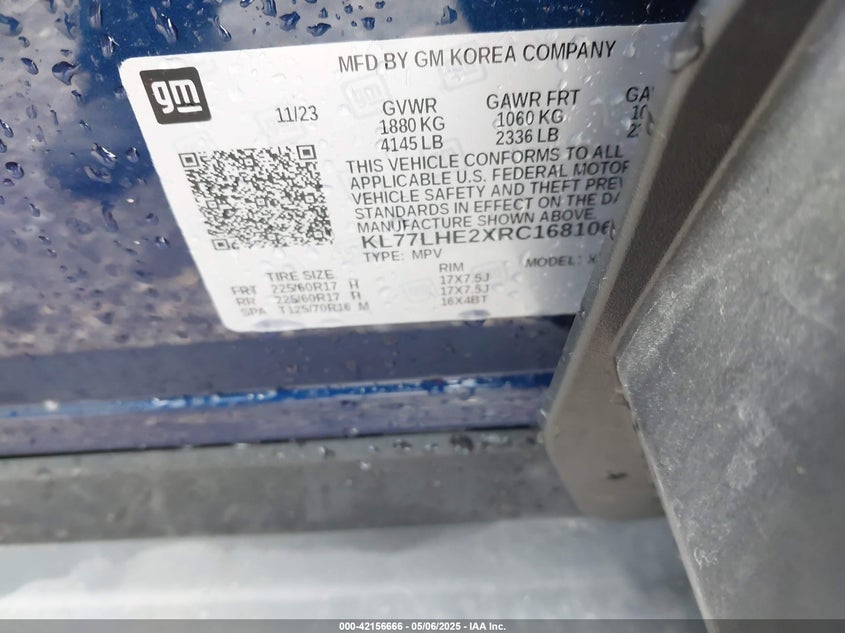 MFD BY GM KOREA COMPANY
gm
11/23 GVWR GAWR FRT
1880 KG 1060 KG
4145 LB 2336 LB
THIS VEHICLE CONFORMS TO ALL
APPLICABLE U.S. FEDERAL MOTOR
VEHICLE SAFETY AND THEFT PREV
STANDARDS IN EFFECT ON THE DA
MANUFACTURE SHOWN ABOVE.
KL77LHE2XRC168106
TYPE: MPV MODEL:
TIRE SIZE RIM
FRT 225/60R17 H 17X7.5J
RR 225/60R17 H 17X7.5J
SPA T125/70R16 M 16X4BT
000-42156666 - 05/06/2025 - IAA Inc.